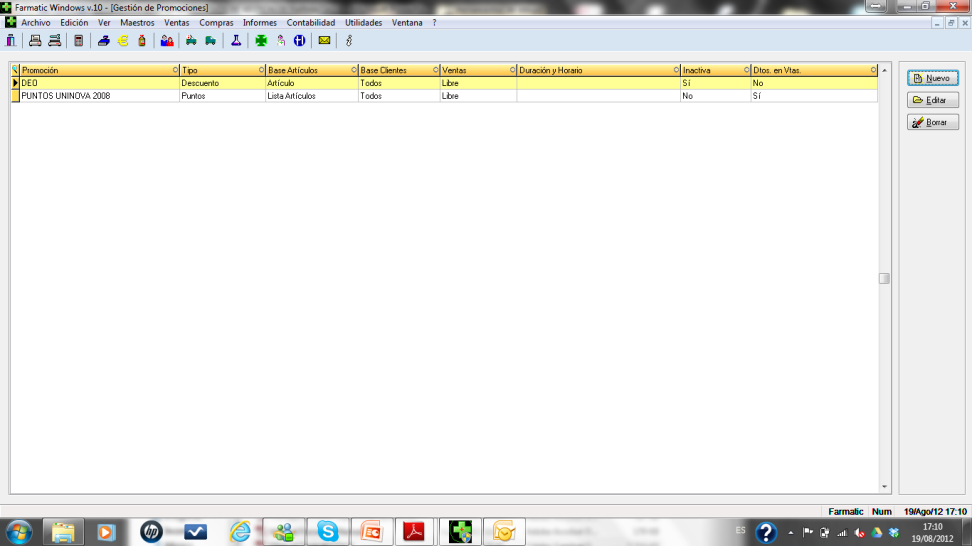 Farmatic Windows v.10 - [Gestión de Promociones]
Archivo Edición Ver Maestros Ventas Compras Informes Contabilidad Utilidades Ventana ?
Promoción Tipo Base Artículos Base Clientes Ventas Duración y Horario Inactiva Dtos. en Vtas.
DEO Descuento Artículo Todos Libre Sí No
PUNTOS UNINOVA 2008 Puntos Lista Artículos Todos Libre No Sí
Nuevo
Editar
Borrar
Farmatic Num 19/Ago/12 17:10
ES
17:10
19/08/2012